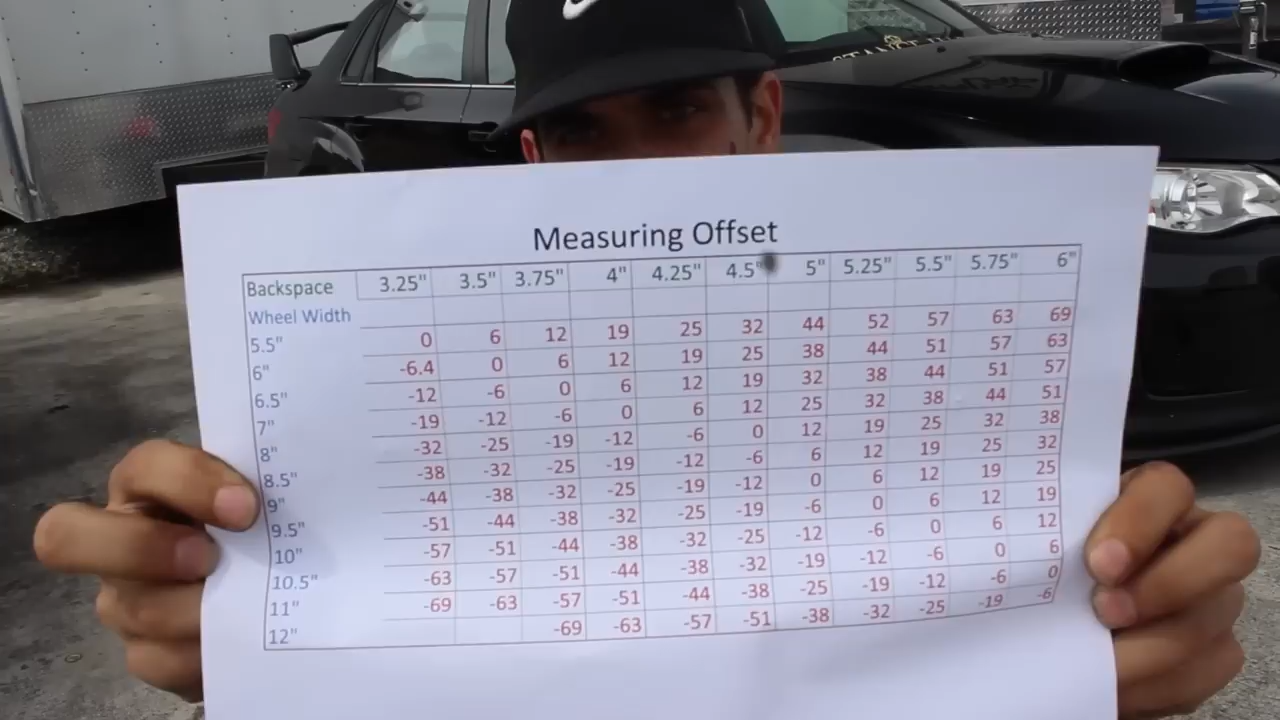 STANCE
Measuring Offset
Backspace 3.25" 3.5" 3.75" 4" 4.25" 4.5" 5" 5.25" 5.5" 5.75" 6"
Wheel Width
5.5" 0 6 12 19 25 32 44 52 57 63 69
6" -6.4 0 6 12 19 25 38 44 51 57 63
6.5" -12 -6 0 6 12 19 32 38 44 51 57
7" -19 -12 -6 0 6 12 25 32 38 44 51
8" -32 -25 -19 -12 -6 0 12 19 25 32 38
8.5" -38 -32 -25 -19 -12 -6 6 12 19 25 32
9" -44 -38 -32 -25 -19 -12 0 6 12 19 25
9.5" -51 -44 -38 -32 -25 -19 -6 0 6 12 19
10" -57 -51 -44 -38 -32 -25 -12 -6 0 6 12
10.5" -63 -57 -51 -44 -38 -32 -19 -12 -6 0 6
11" -69 -63 -57 -51 -44 -38 -25 -19 -12 -6 0
12" -69 -63 -57 -51 -38 -32 -25 -19 -6